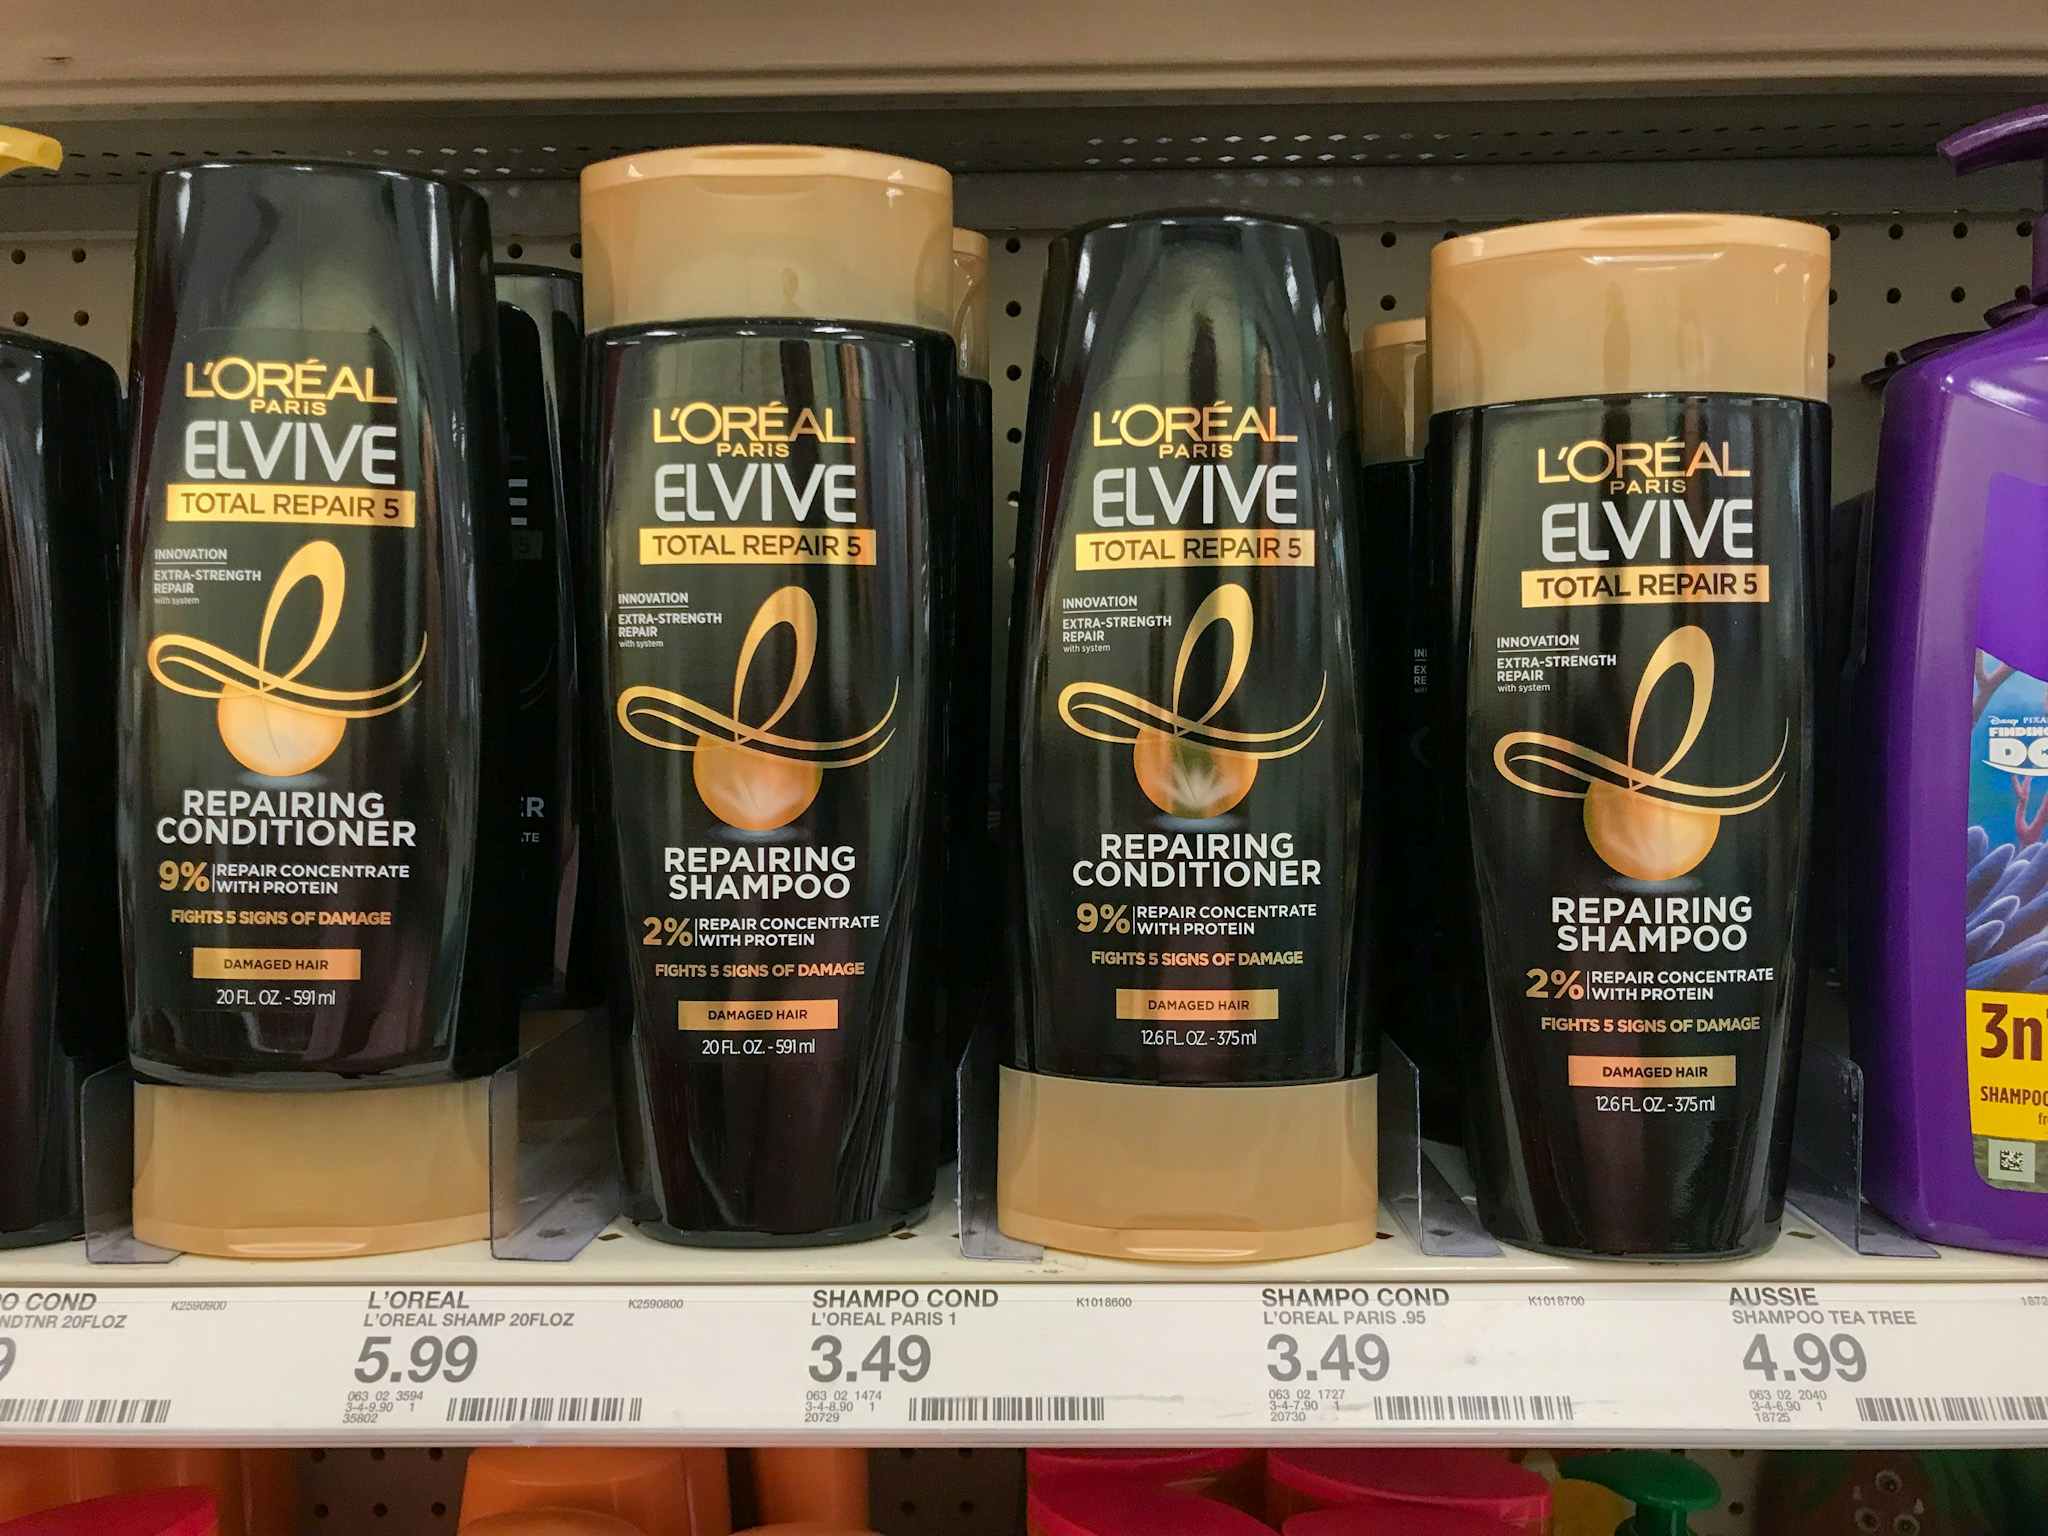 L'ORÉAL
PARIS
ELVIVE
TOTAL REPAIR 5
INNOVATION
EXTRA-STRENGTH
REPAIR
with system
REPAIRING
CONDITIONER
9% REPAIR CONCENTRATE
WITH PROTEIN
FIGHTS 5 SIGNS OF DAMAGE
DAMAGED HAIR
20 FL. OZ. - 591 ml
L'ORÉAL
PARIS
ELVIVE
TOTAL REPAIR 5
INNOVATION
EXTRA-STRENGTH
REPAIR
with system
REPAIRING
SHAMPOO
2% REPAIR CONCENTRATE
WITH PROTEIN
FIGHTS 5 SIGNS OF DAMAGE
DAMAGED HAIR
20 FL. OZ. - 591 ml
L'ORÉAL
PARIS
ELVIVE
TOTAL REPAIR 5
INNOVATION
EXTRA-STRENGTH
REPAIR
with system
REPAIRING
CONDITIONER
9% REPAIR CONCENTRATE
WITH PROTEIN
FIGHTS 5 SIGNS OF DAMAGE
DAMAGED HAIR
12.6 FL. OZ. - 375 ml
L'ORÉAL
PARIS
ELVIVE
TOTAL REPAIR 5
INNOVATION
EXTRA-STRENGTH
REPAIR
with system
REPAIRING
SHAMPOO
2% REPAIR CONCENTRATE
WITH PROTEIN
FIGHTS 5 SIGNS OF DAMAGE
DAMAGED HAIR
12.6 FL. OZ. - 375 ml
Disney PIXA
FINDING
DO
3n
SHAMPOO
fr
O COND K2590900
NDTNR 20FLOZ
9
L'OREAL K2590800
L'OREAL SHAMP 20FLOZ
5.99
063 02 3594
3-4-9.90 1
35802
SHAMPO COND K1018600
L'OREAL PARIS 1
3.49
063 02 1474
3-4-8.90 1
20729
SHAMPO COND K1018700
L'OREAL PARIS .95
3.49
063 02 1727
3-4-7.90 1
20730
AUSSIE 1872
SHAMPOO TEA TREE
4.99
063 02 2040
3-4-6.90 1
18725